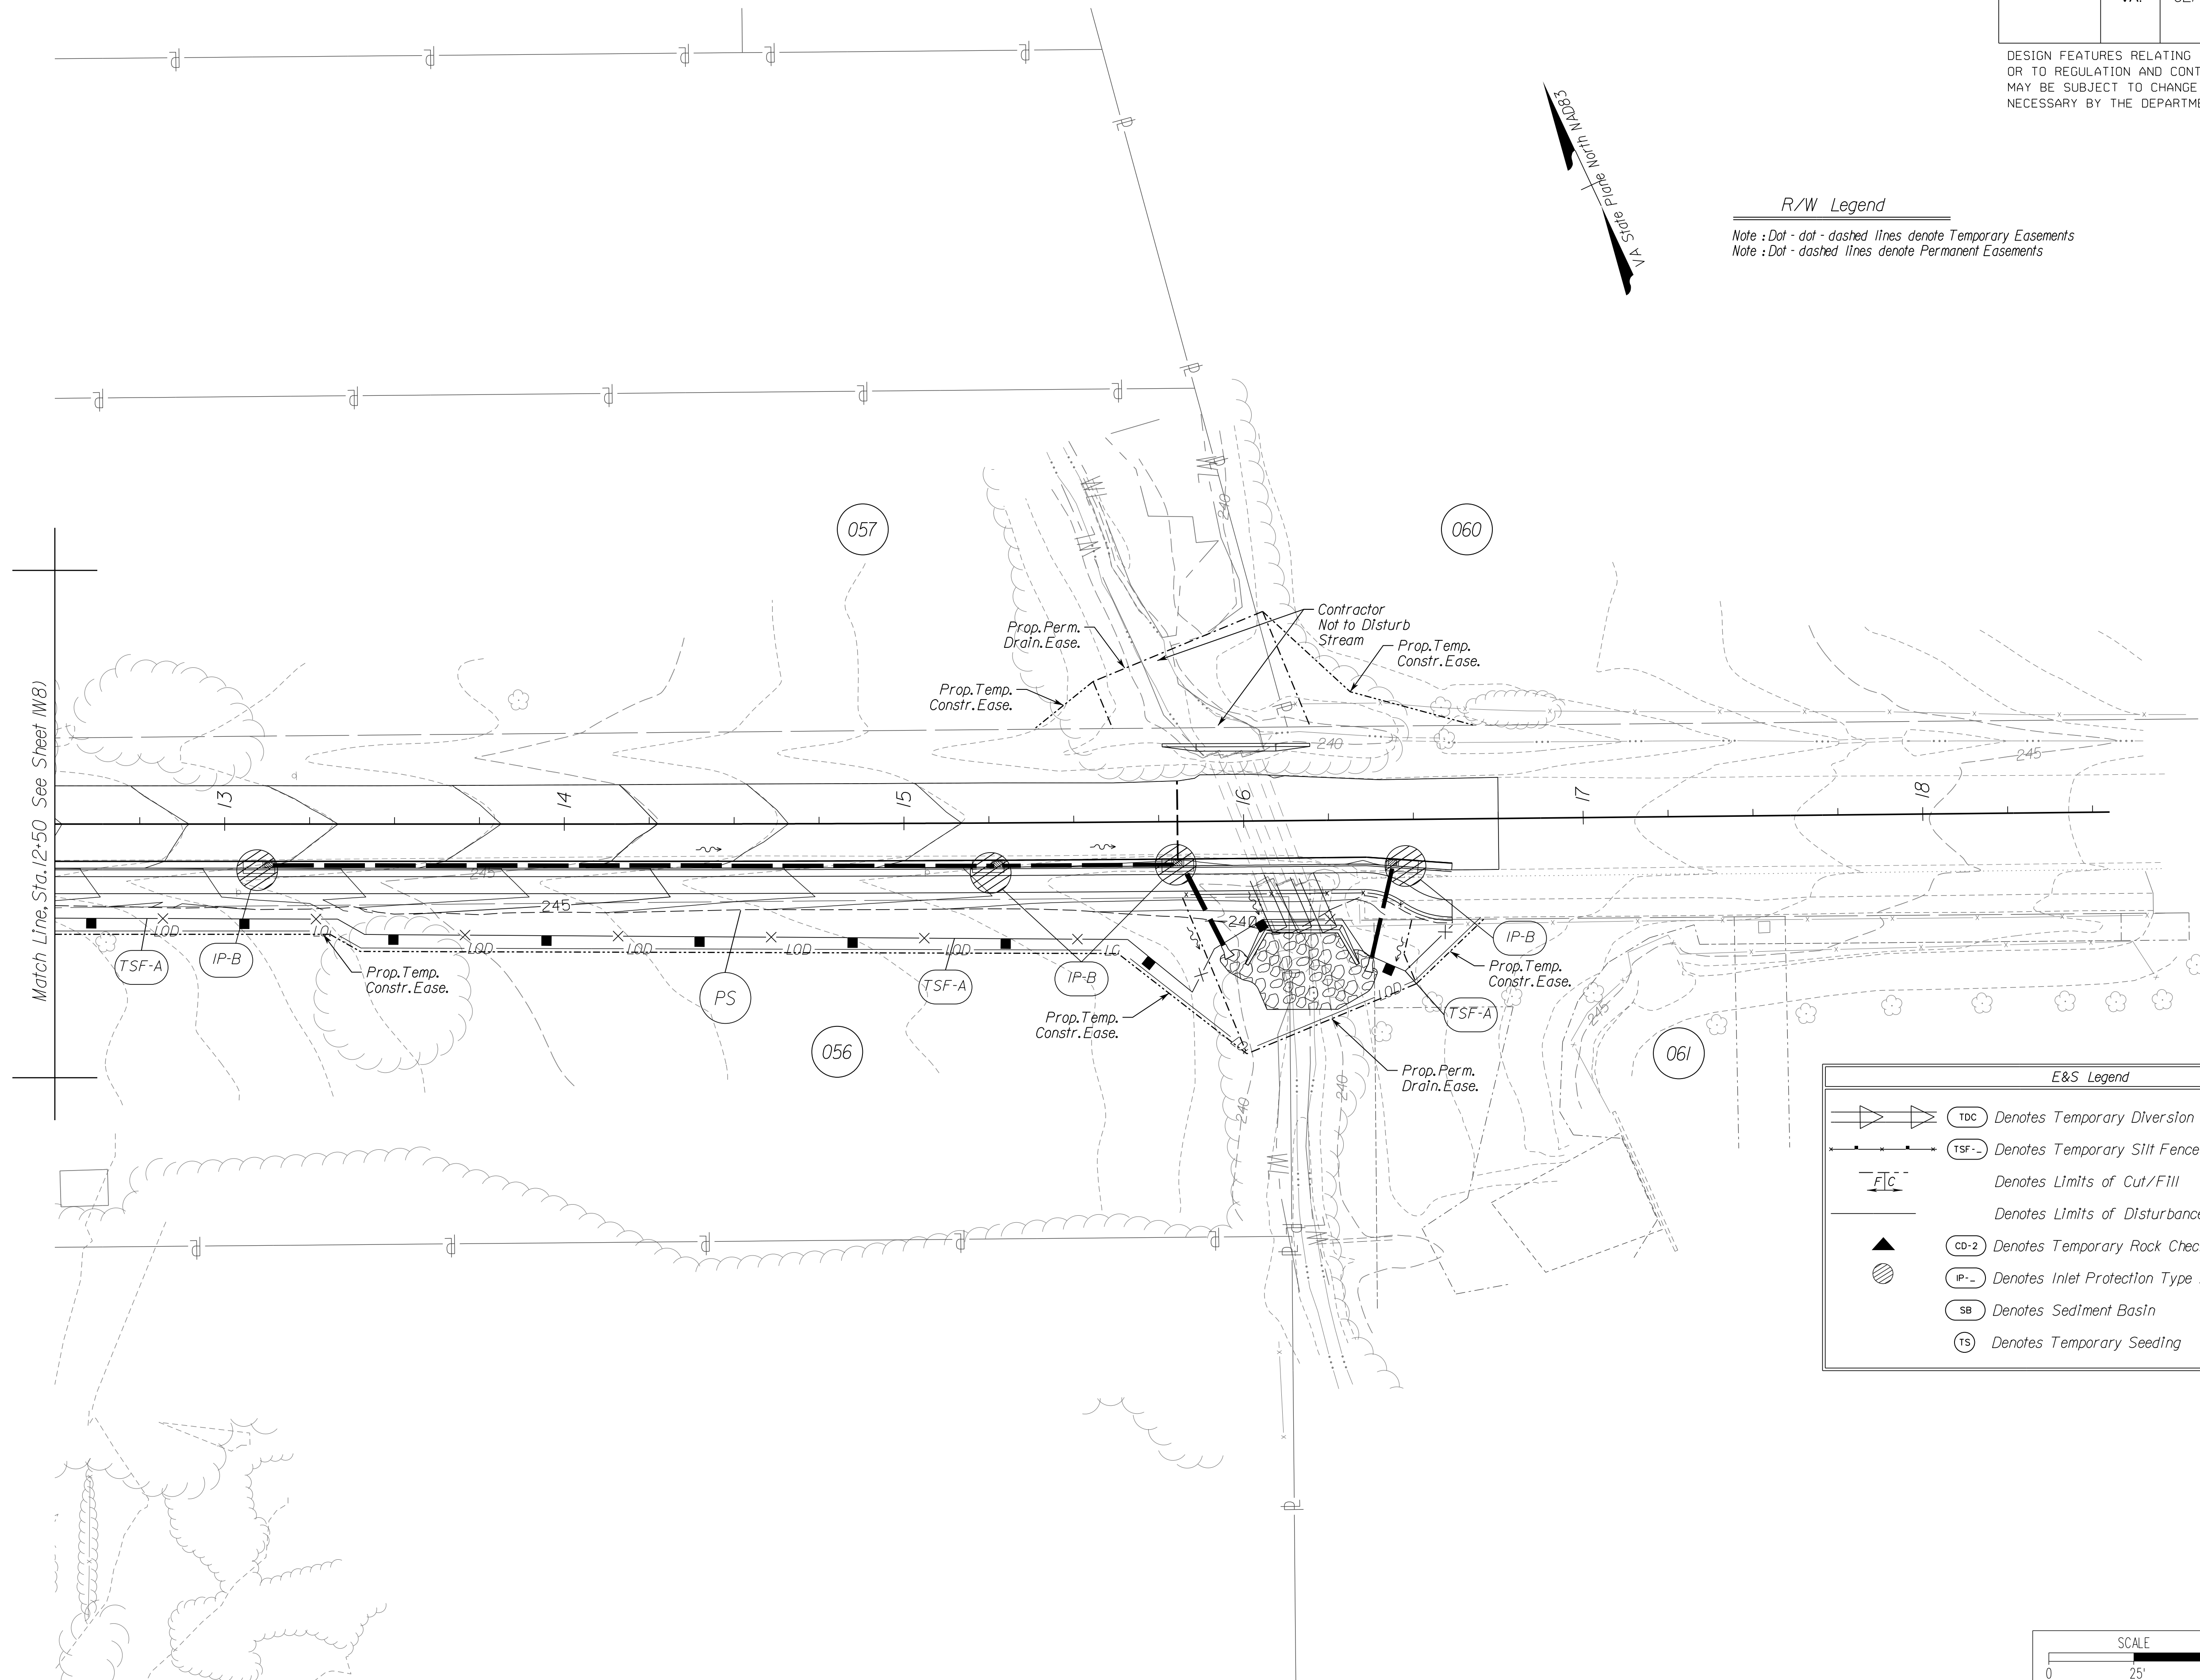 DESIGN FEATURES RELATING
OR TO REGULATION AND CONT
MAY BE SUBJECT TO CHANGE
NECESSARY BY THE DEPARTME
VA State Plane North NAD83
R/W Legend
Note : Dot - dot - dashed lines denote Temporary Easements
Note : Dot - dashed lines denote Permanent Easements
057
060
240
Contractor
Not to Disturb
Stream
Prop. Perm.
Drain. Ease.
Prop. Temp.
Constr. Ease.
Prop. Temp.
Constr. Ease.
240
245
Match Line, Sta. 12+50 See Sheet 1W(8)
13
14
15
16
17
18
245
245
240
LOD
LOD
LOD
LOD
LOD
LOD
TSF-A
IP-B
Prop. Temp.
Constr. Ease.
PS
TSF-A
IP-B
IP-B
Prop. Temp.
Constr. Ease.
Prop. Temp.
Constr. Ease.
TSF-A
245
056
061
Prop. Perm.
Drain. Ease.
240
240
E&S Legend
TDC Denotes Temporary Diversion
TSF-_ Denotes Temporary Silt Fence
F C Denotes Limits of Cut/Fill
Denotes Limits of Disturbance
CD-2 Denotes Temporary Rock Chec
IP-_ Denotes Inlet Protection Type
SB Denotes Sediment Basin
TS Denotes Temporary Seeding
SCALE
0 25'